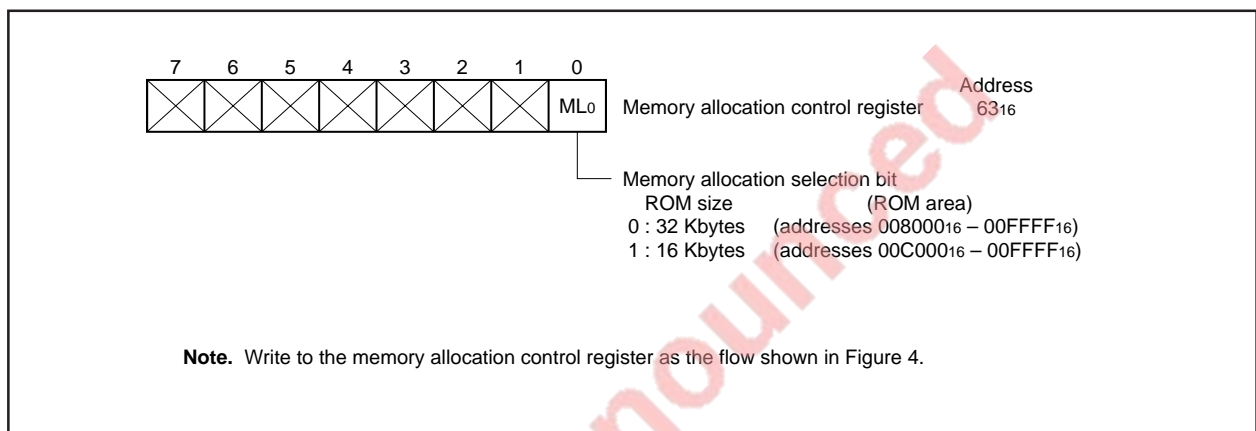 7 6 5 4 3 2 1 0
Address
ML0 Memory allocation control register 6316
Memory allocation selection bit
ROM size (ROM area)
0 : 32 Kbytes (addresses 00800016 – 00FFFF16)
1 : 16 Kbytes (addresses 00C00016 – 00FFFF16)
Note. Write to the memory allocation control register as the flow shown in Figure 4.
nounced